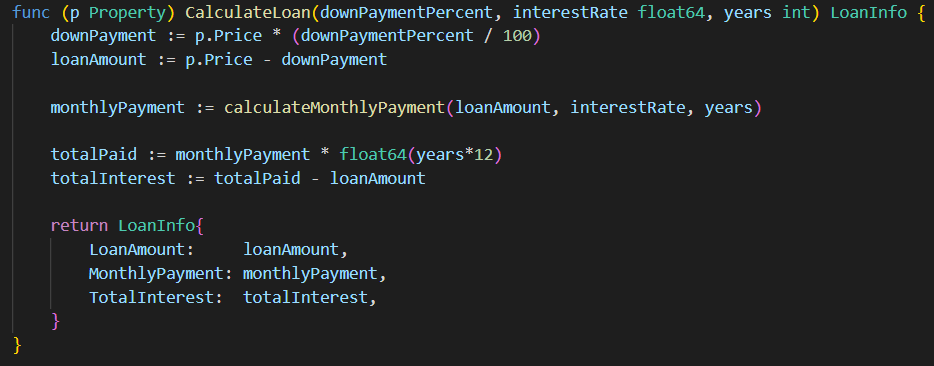 func (p Property) CalculateLoan(downPaymentPercent, interestRate float64, years int) LoanInfo {
    downPayment := p.Price * (downPaymentPercent / 100)
    loanAmount := p.Price - downPayment

    monthlyPayment := calculateMonthlyPayment(loanAmount, interestRate, years)

    totalPaid := monthlyPayment * float64(years*12)
    totalInterest := totalPaid - loanAmount

    return LoanInfo{
        LoanAmount:     loanAmount,
        MonthlyPayment: monthlyPayment,
        TotalInterest:  totalInterest,
    }
}